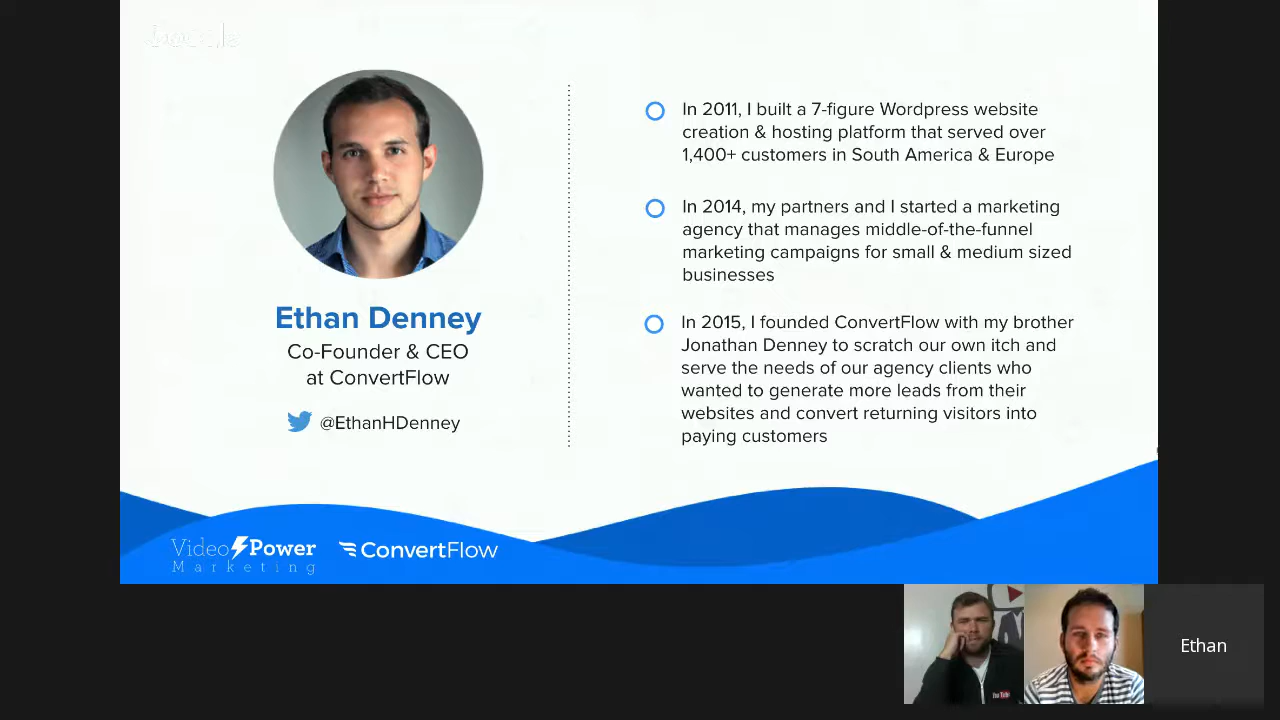 In 2011, I built a 7-figure Wordpress website
creation & hosting platform that served over
1,400+ customers in South America & Europe
In 2014, my partners and I started a marketing
agency that manages middle-of-the-funnel
marketing campaigns for small & medium sized
businesses
In 2015, I founded ConvertFlow with my brother
Jonathan Denney to scratch our own itch and
serve the needs of our agency clients who
wanted to generate more leads from their
websites and convert returning visitors into
paying customers
Ethan Denney
Co-Founder & CEO
at ConvertFlow
@EthanHDenney
Video Power
Marketing
ConvertFlow
YouTube
Ethan